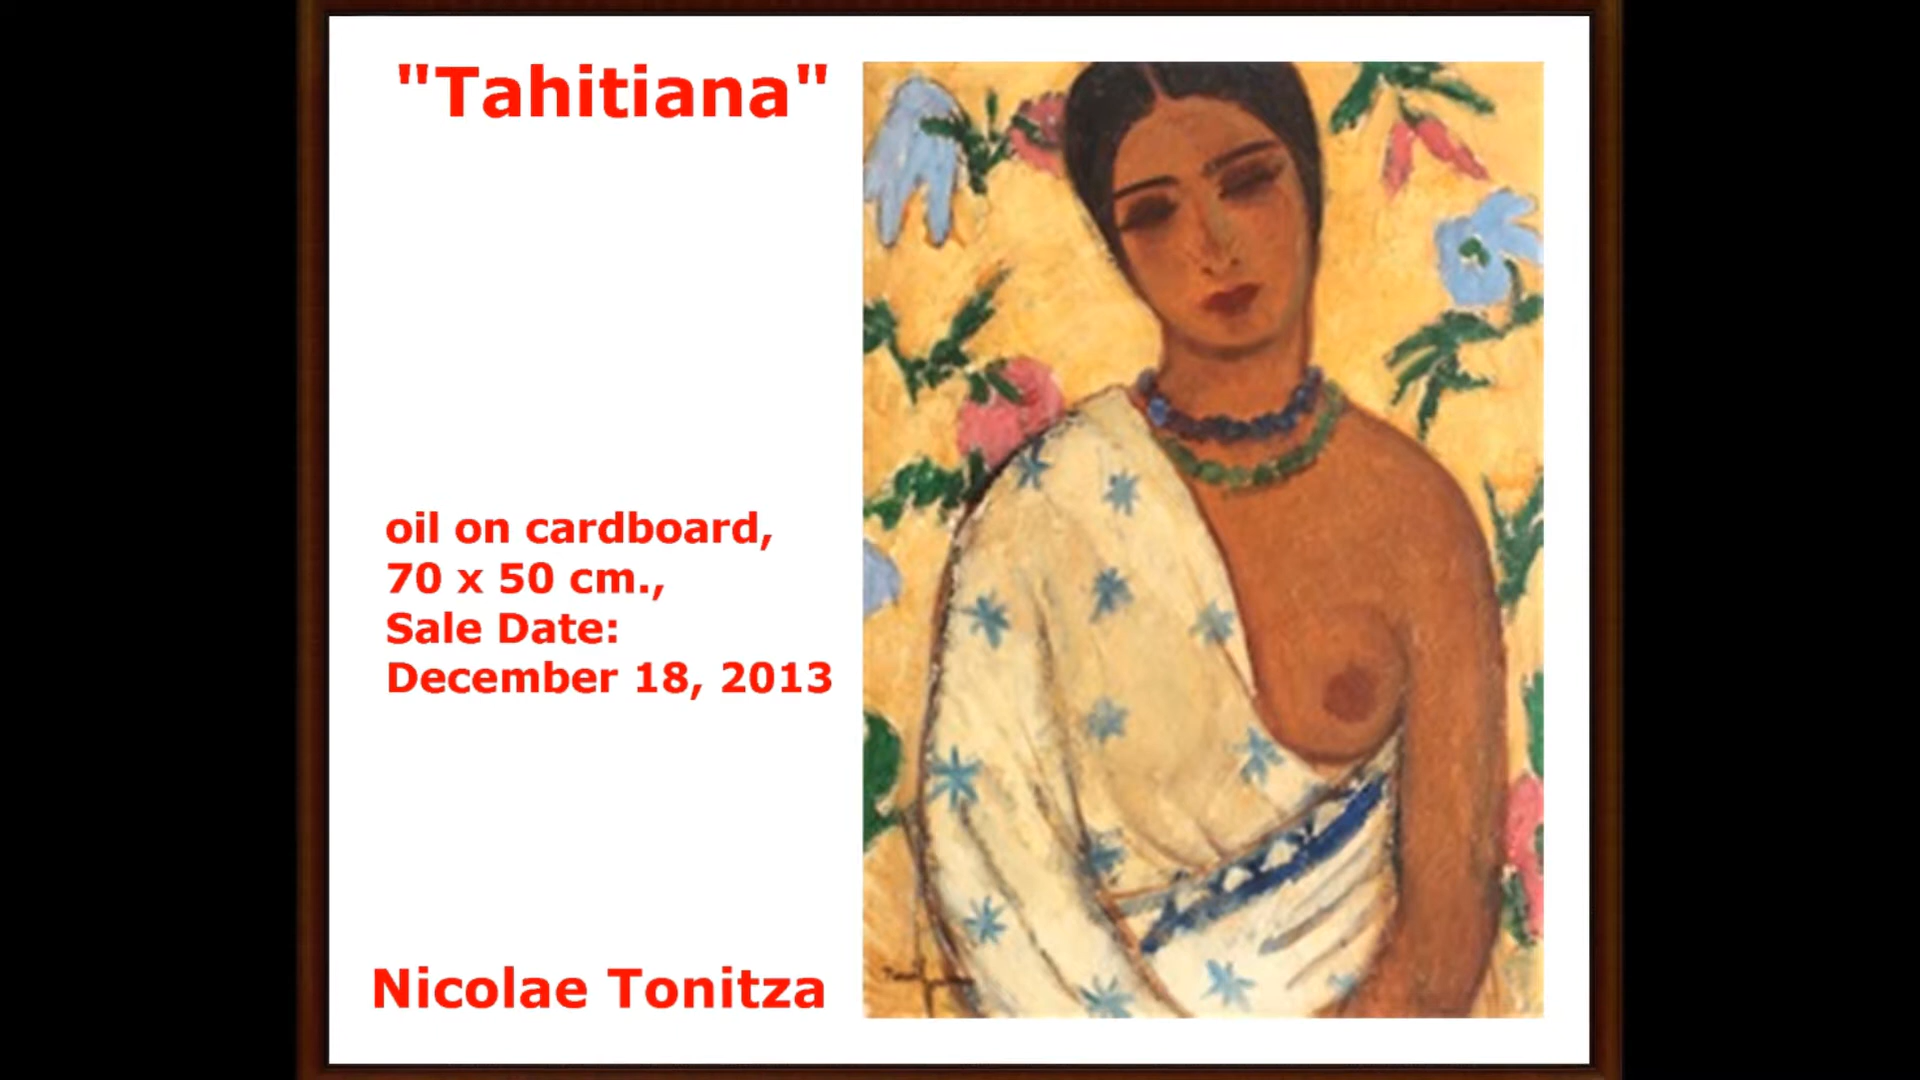 "Tahitiana"
oil on cardboard,
70 x 50 cm.,
Sale Date:
December 18, 2013
Nicolae Tonitza